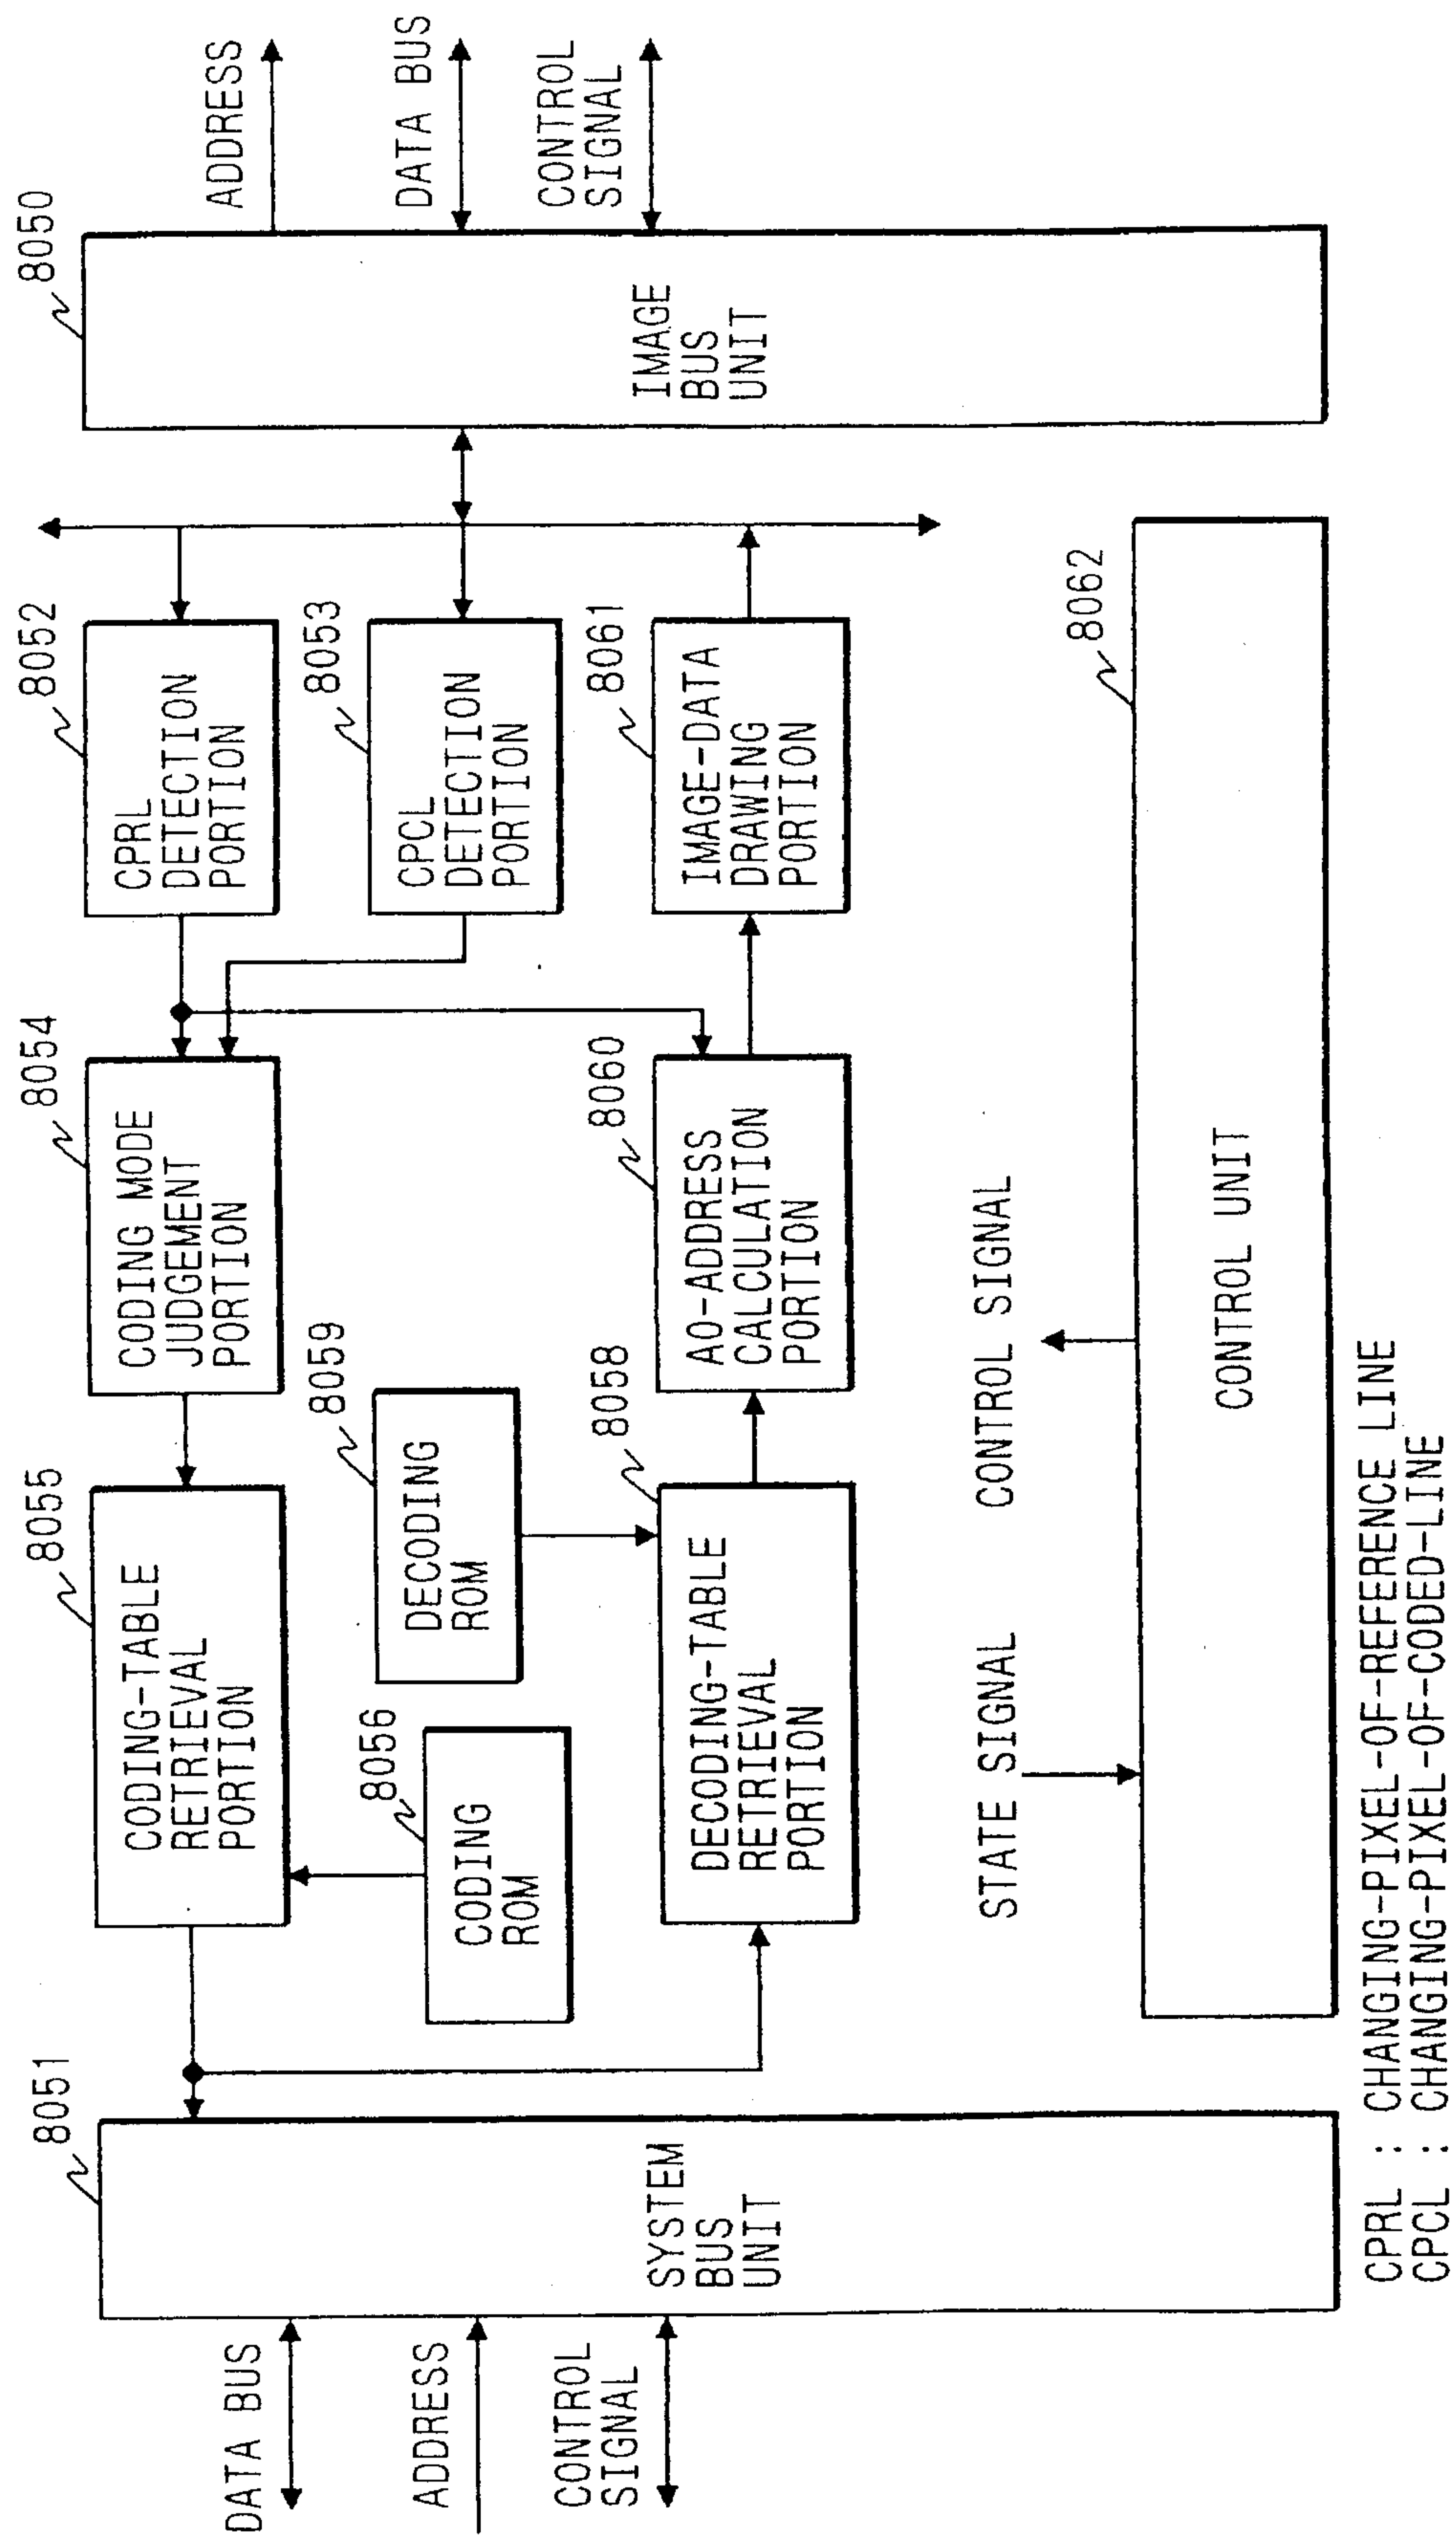 8051
SYSTEM
BUS
UNIT
DATA BUS
ADDRESS
CONTROL
SIGNAL
8055
CODING-TABLE
RETRIEVAL
PORTION
8054
CODING MODE
JUDGEMENT
PORTION
8052
CPRL
DETECTION
PORTION
8053
CPCL
DETECTION
PORTION
8056
CODING
ROM
8059
DECODING
ROM
8058
DECODING-TABLE
RETRIEVAL
PORTION
8060
A0-ADDRESS
CALCULATION
PORTION
8061
IMAGE-DATA
DRAWING
PORTION
8050
IMAGE
BUS
UNIT
ADDRESS
DATA BUS
CONTROL
SIGNAL
STATE SIGNAL
CONTROL SIGNAL
8062
CONTROL UNIT
CPRL : CHANGING-PIXEL-OF-REFERENCE LINE
CPCL : CHANGING-PIXEL-OF-CODED-LINE